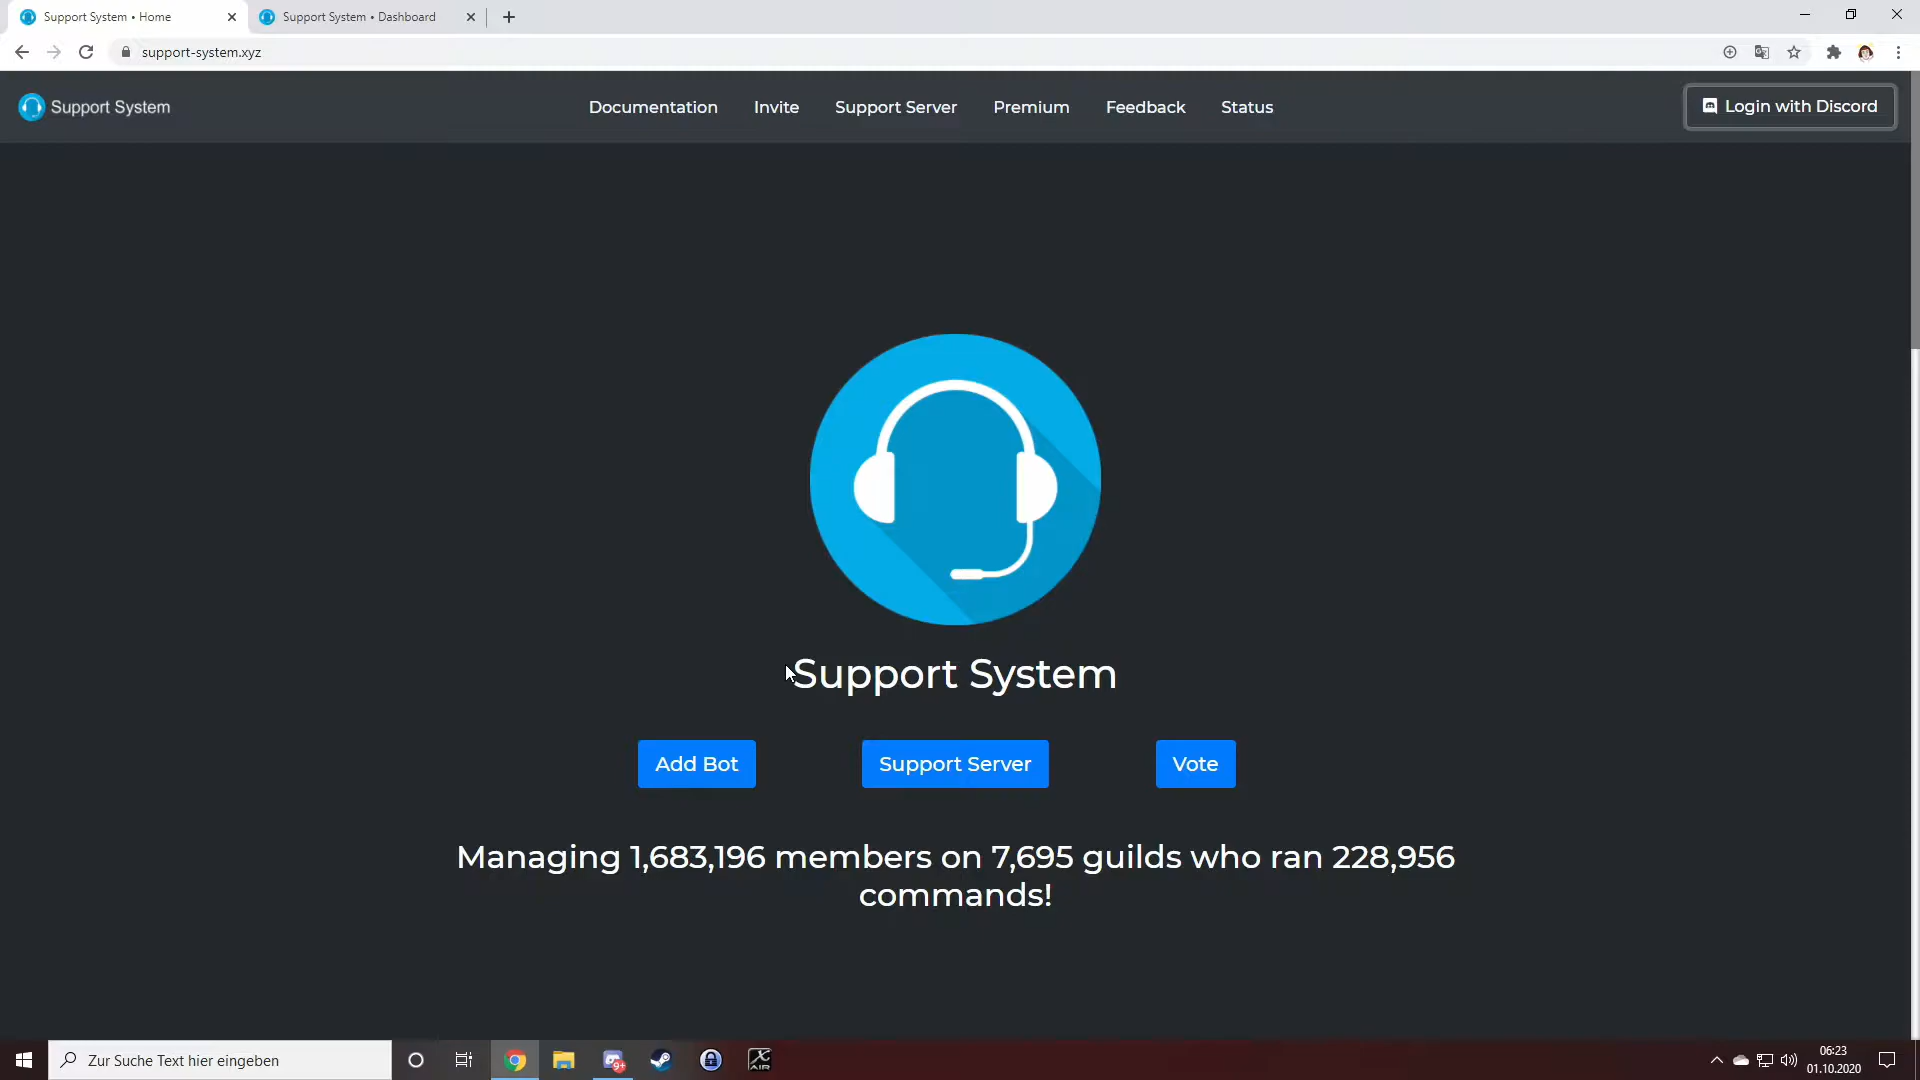 Support System • Home
Support System • Dashboard
support-system.xyz
Support System
Documentation
Invite
Support Server
Premium
Feedback
Status
Login with Discord
Support System
Add Bot
Support Server
Vote
Managing 1,683,196 members on 7,695 guilds who ran 228,956
commands!
Zur Suche Text hier eingeben
9+
AIR
06:23
01.10.2020